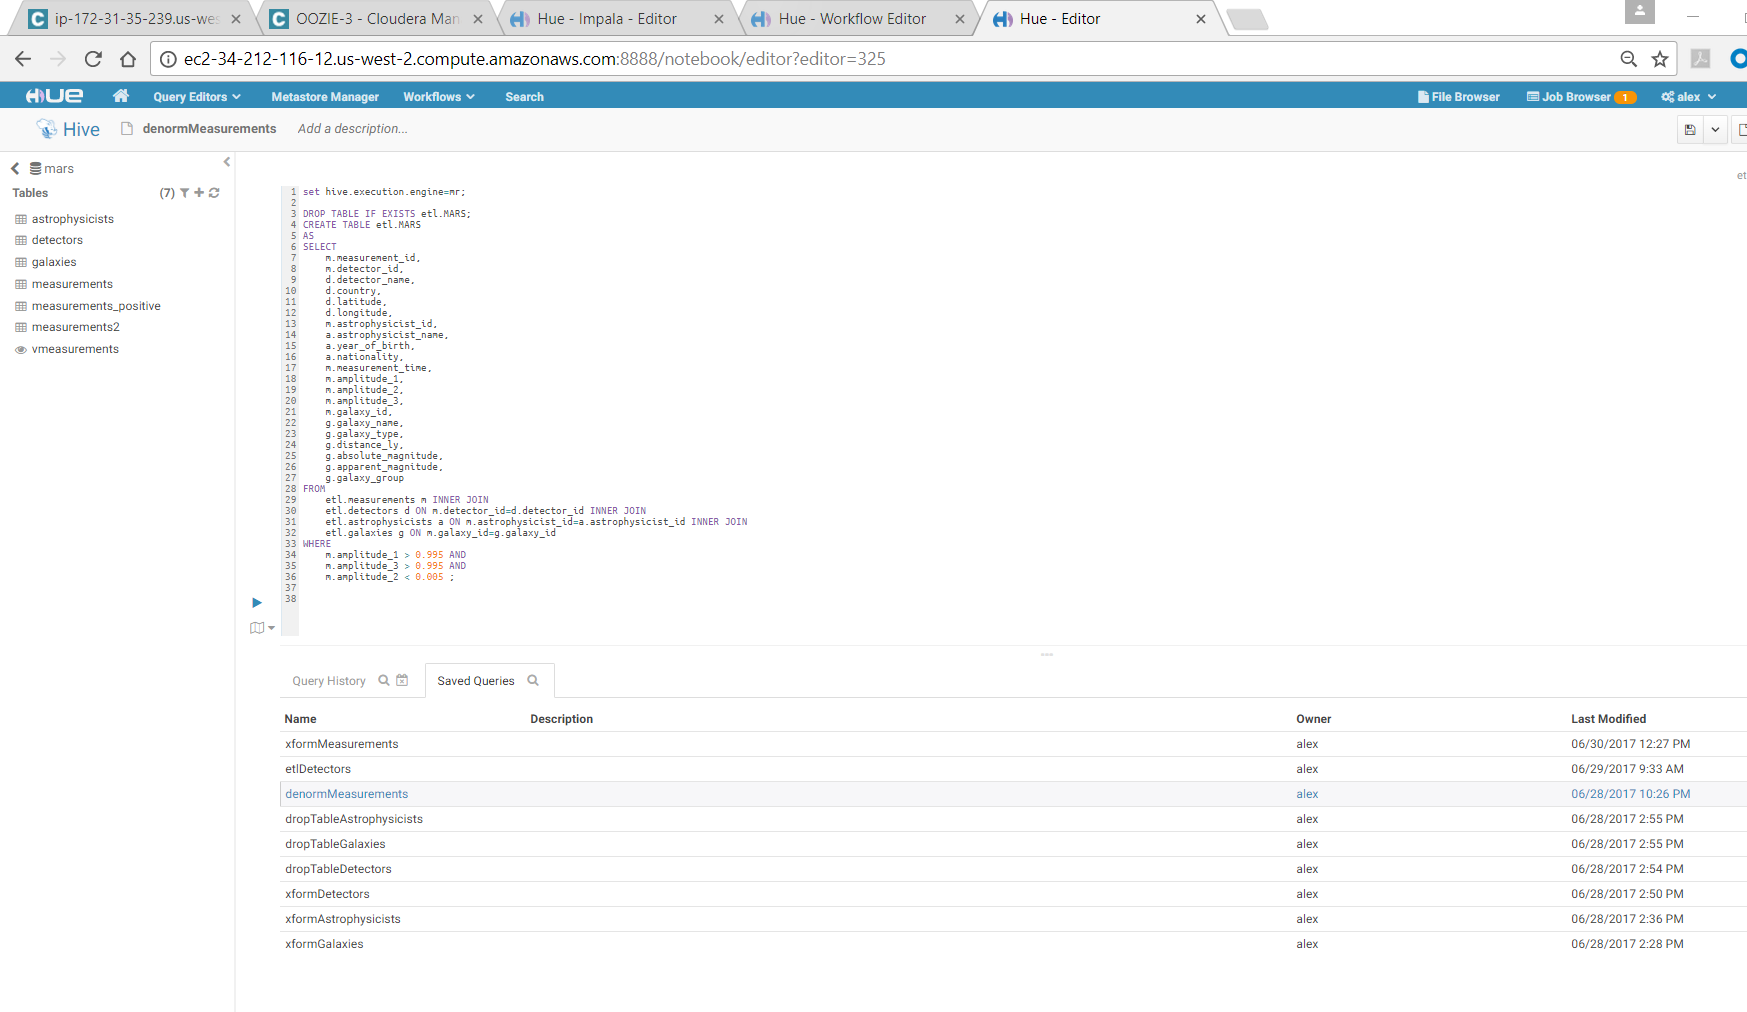 ip-172-31-35-239.us-wes
OOZIE-3 - Cloudera Man
Hue - Impala - Editor
Hue - Workflow Editor
Hue - Editor
ec2-34-212-116-12.us-west-2.compute.amazonaws.com:8888/notebook/editor?editor=325
HUE Query Editors Metastore Manager Workflows Search File Browser Job Browser 1 alex
Hive denormMeasurements Add a description...
mars
Tables (7)
astrophysicists
detectors
galaxies
measurements
measurements_positive
measurements2
vmeasurements
et
1 set hive.execution.engine=mr;
2
3 DROP TABLE IF EXISTS etl.MARS;
4 CREATE TABLE etl.MARS
5 AS
6 SELECT
7 m.measurement_id,
8 m.detector_id,
9 d.detector_name,
10 d.country,
11 d.latitude,
12 d.longitude,
13 m.astrophysicist_id,
14 a.astrophysicist_name,
15 a.year_of_birth,
16 a.nationality,
17 m.measurement_time,
18 m.amplitude_1,
19 m.amplitude_2,
20 m.amplitude_3,
21 m.galaxy_id,
22 g.galaxy_name,
23 g.galaxy_type,
24 g.distance_ly,
25 g.absolute_magnitude,
26 g.apparent_magnitude,
27 g.galaxy_group
28 FROM
29 etl.measurements m INNER JOIN
30 etl.detectors d ON m.detector_id=d.detector_id INNER JOIN
31 etl.astrophysicists a ON m.astrophysicist_id=a.astrophysicist_id INNER JOIN
32 etl.galaxies g ON m.galaxy_id=g.galaxy_id
33 WHERE
34 m.amplitude_1 > 0.995 AND
35 m.amplitude_3 > 0.995 AND
36 m.amplitude_2 < 0.005 ;
37
38
Query History Saved Queries
Name Description Owner Last Modified
xformMeasurements alex 06/30/2017 12:27 PM
etlDetectors alex 06/29/2017 9:33 AM
denormMeasurements alex 06/28/2017 10:26 PM
dropTableAstrophysicists alex 06/28/2017 2:55 PM
dropTableGalaxies alex 06/28/2017 2:55 PM
dropTableDetectors alex 06/28/2017 2:54 PM
xformDetectors alex 06/28/2017 2:50 PM
xformAstrophysicists alex 06/28/2017 2:36 PM
xformGalaxies alex 06/28/2017 2:28 PM